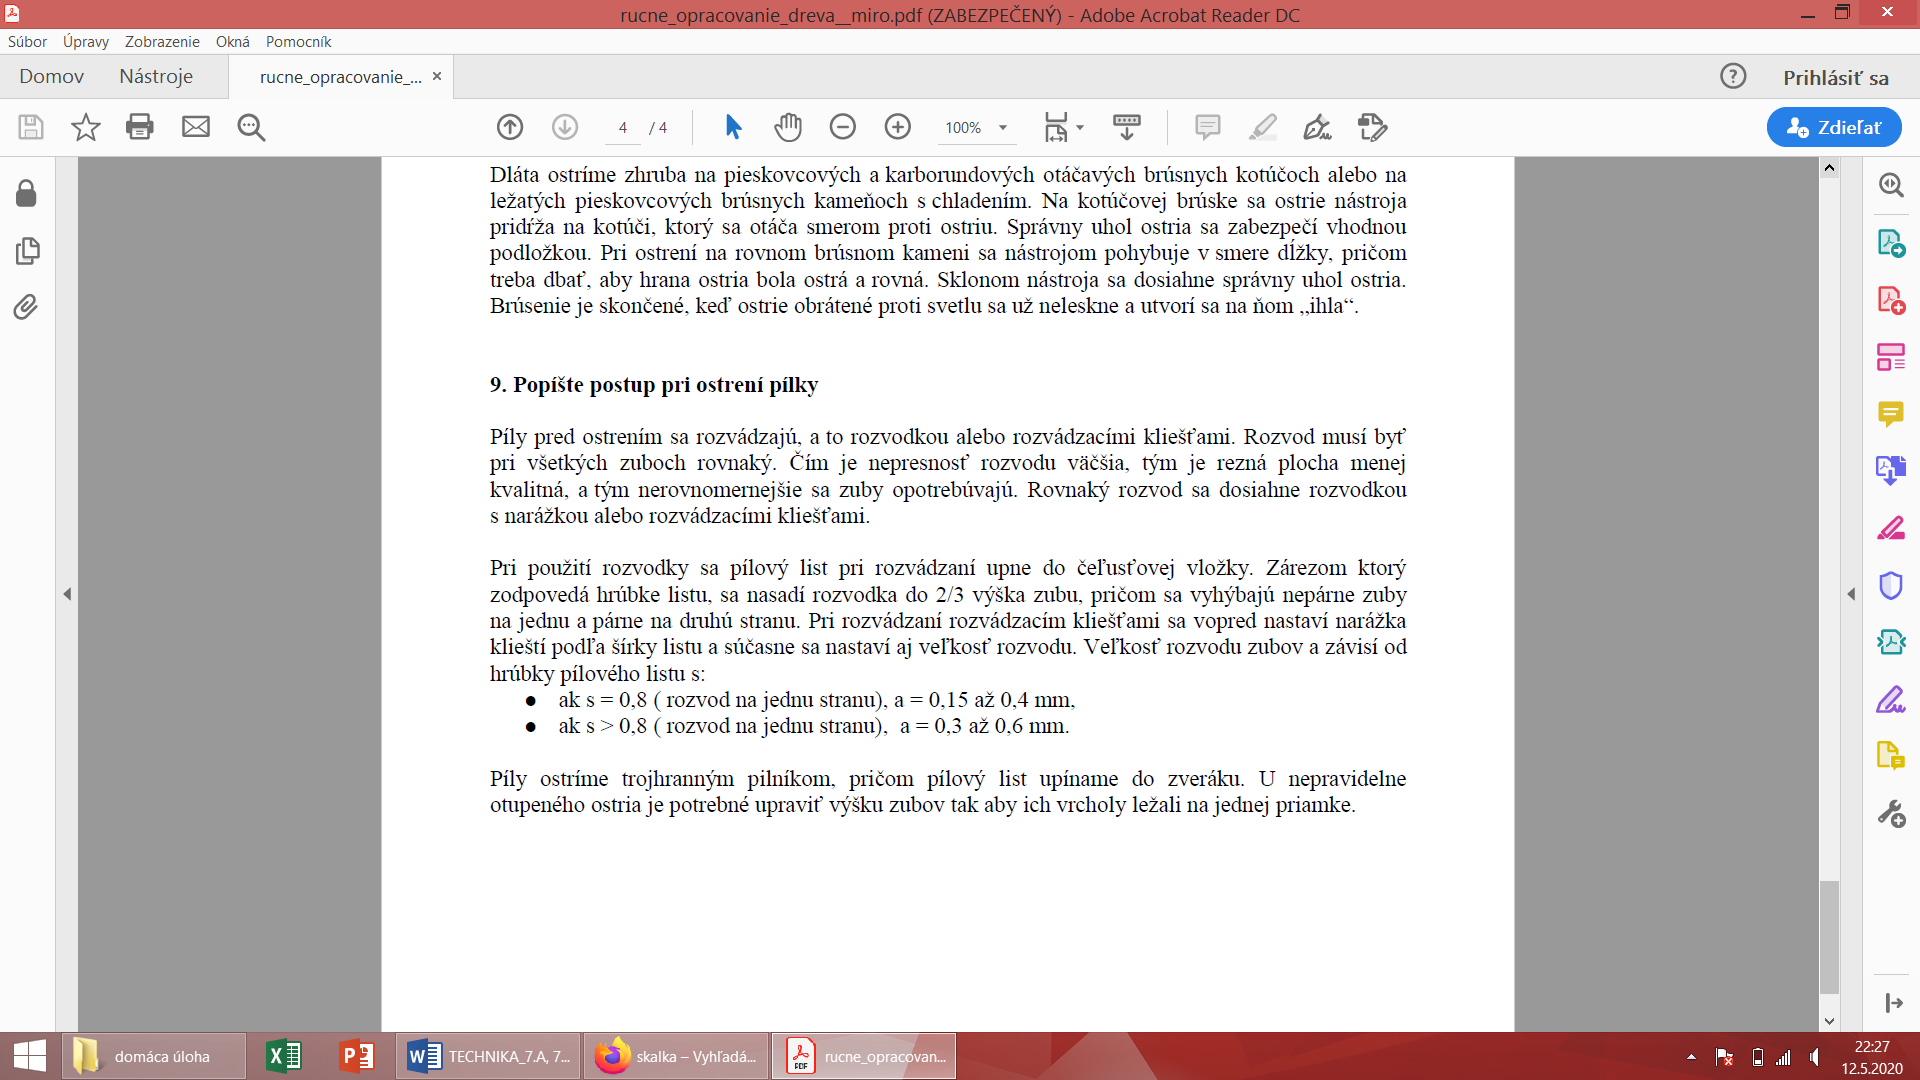 rucne_opracovanie_dreva__miro.pdf (ZABEZPEČENÝ) - Adobe Acrobat Reader DC
Súbor Úpravy Zobrazenie Okná Pomocník
Domov Nástroje rucne_opracovanie_... × ? Prihlásiť sa
4 / 4 100% Zdieľať
Dláta ostríme zhruba na pieskovcových a karborundových otáčavých brúsnych kotúčoch alebo na
ležatých pieskovcových brúsnych kameňoch s chladením. Na kotúčovej brúske sa ostrie nástroja
pridŕža na kotúči, ktorý sa otáča smerom proti ostriu. Správny uhol ostria sa zabezpečí vhodnou
podložkou. Pri ostrení na rovnom brúsnom kameni sa nástrojom pohybuje v smere dĺžky, pričom
treba dbať, aby hrana ostria bola ostrá a rovná. Sklonom nástroja sa dosiahne správny uhol ostria.
Brúsenie je skončené, keď ostrie obrátené proti svetlu sa už neleskne a utvorí sa na ňom ,,ihla“.
9. Popíšte postup pri ostrení pílky
Píly pred ostrením sa rozvádzajú, a to rozvodkou alebo rozvádzacími kliešťami. Rozvod musí byť
pri všetkých zuboch rovnaký. Čím je nepresnosť rozvodu väčšia, tým je rezná plocha menej
kvalitná, a tým nerovnomernejšie sa zuby opotrebúvajú. Rovnaký rozvod sa dosiahne rozvodkou
s narážkou alebo rozvádzacími kliešťami.
Pri použití rozvodky sa pílový list pri rozvádzaní upne do čeľusťovej vložky. Zárezom ktorý
zodpovedá hrúbke listu, sa nasadí rozvodka do 2/3 výška zubu, pričom sa vyhýbajú nepárne zuby
na jednu a párne na druhú stranu. Pri rozvádzaní rozvádzacím kliešťami sa vopred nastaví narážka
klieští podľa šírky listu a súčasne sa nastaví aj veľkosť rozvodu. Veľkosť rozvodu zubov a závisí od
hrúbky pílového listu s:
● ak s = 0,8 ( rozvod na jednu stranu), a = 0,15 až 0,4 mm,
● ak s > 0,8 ( rozvod na jednu stranu), a = 0,3 až 0,6 mm.
Píly ostríme trojhranným pilníkom, pričom pílový list upíname do zveráku. U nepravidelne
otupeného ostria je potrebné upraviť výšku zubov tak aby ich vrcholy ležali na jednej priamke.
domáca úloha TECHNIKA_7.A, 7... skalka – Vyhľadá... rucne_opracovan... 22:27
12.5.2020